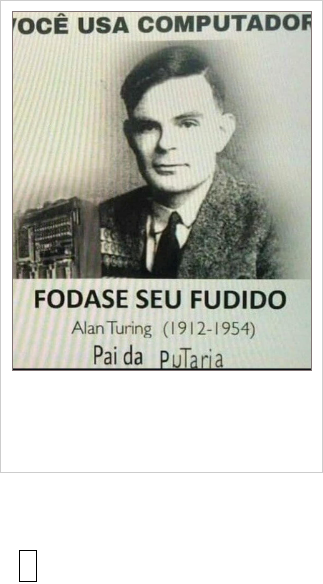 VOCÊ USA COMPUTADOR
FODASE SEU FUDIDO
Alan Turing (1912-1954)
Pai da PuTaria